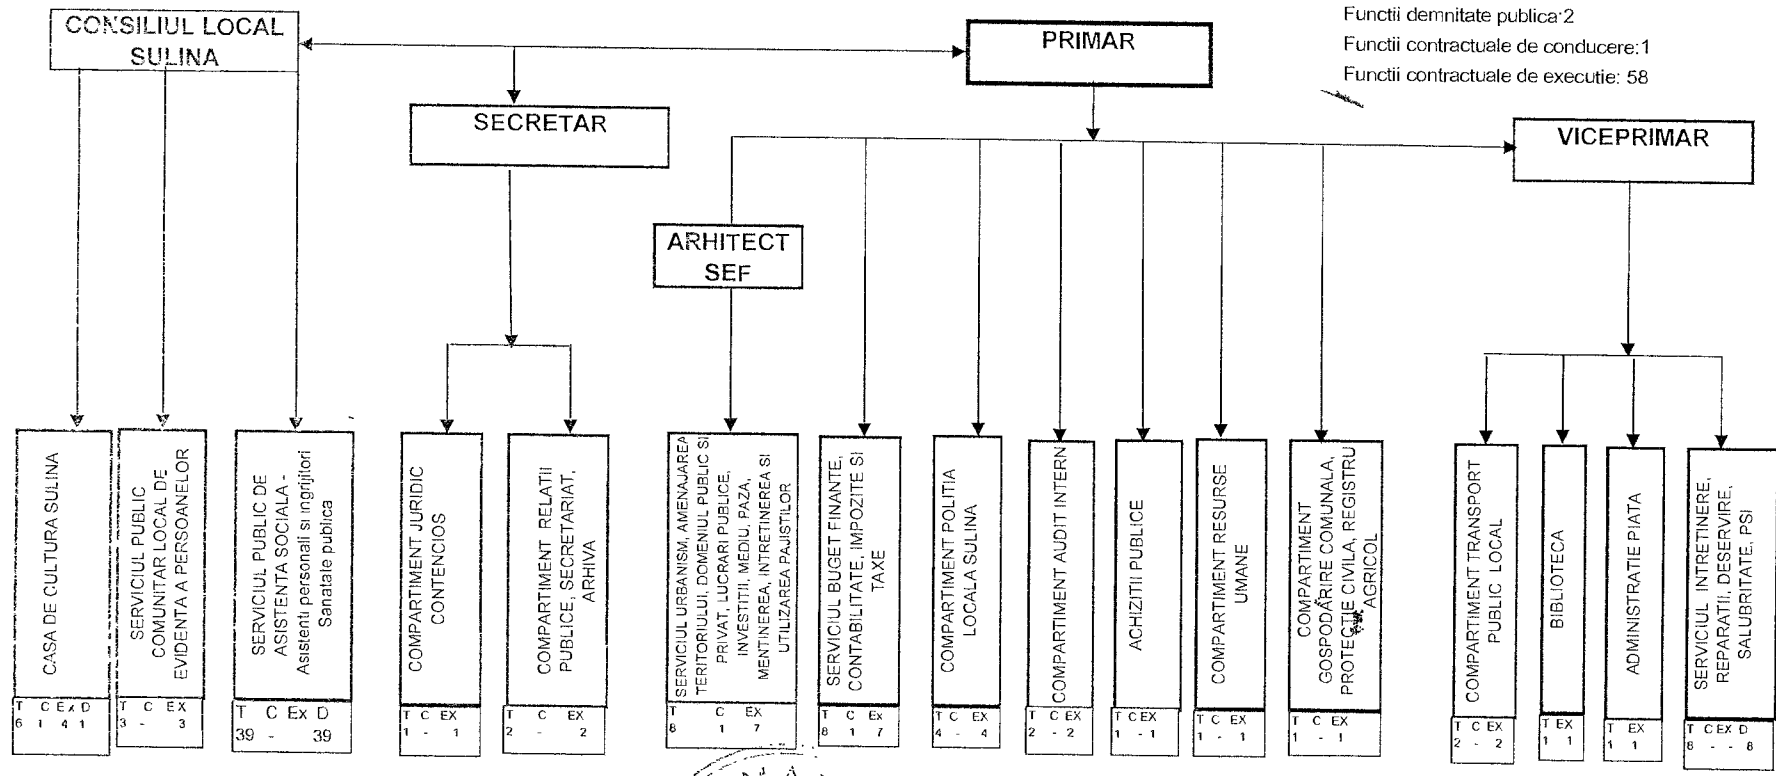 CONSILIUL LOCAL
SULINA
PRIMAR
Functii demnitate publica:2
Functii contractuale de conducere:1
Functii contractuale de executie: 58
SECRETAR
VICEPRIMAR
ARHITECT
SEF
CASA DE CULTURA SULINA
T C Ex D
6 1 4 1
SERVICIUL PUBLIC
COMUNITAR LOCAL DE
EVIDENTA A PERSOANELOR
T C EX
3 - 3
SERVICIUL PUBLIC DE
ASISTENTA SOCIALA -
Asistenti personali si ingrijitori
Sanatate publica
T C Ex D
39 - 39
COMPARTIMENT JURIDIC
CONTENCIOS
T C EX
1 - 1
COMPARTIMENT RELATII
PUBLICE, SECRETARIAT,
ARHIVA
T C EX
2 - 2
SERVICIUL URBANISM, AMENAJAREA
TERITORIULUI, DOMENIUL PUBLIC SI
PRIVAT, LUCRARI PUBLICE,
INVESTITII, MEDIU, PAZA,
MENTINEREA, INTRETINEREA SI
UTILIZAREA PAJISTILOR
T C EX
8 1 7
SERVICIUL BUGET FINANTE,
CONTABILITATE, IMPOZITE SI
TAXE
T C Ex
8 1 7
COMPARTIMENT POLITIA
LOCALA SULINA
T C EX
4 - 4
COMPARTIMENT AUDIT INTERN
T C EX
2 - 2
ACHIZITII PUBLICE
T C EX
1 - 1
COMPARTIMENT RESURSE
UMANE
T C EX
1 - 1
COMPARTIMENT
GOSPODĂRIRE COMUNALA,
PROTECTIE CIVILA, REGISTRU
AGRICOL
T C EX
1 - 1
COMPARTIMENT TRANSPORT
PUBLIC LOCAL
T C EX
2 - 2
BIBLIOTECA
T EX
1 1
ADMINISTRATIE PIATA
T EX
1 1
SERVICIUL INTRETINERE,
REPARATII, DESERVIRE,
SALUBRITATE, PSI
T C EX D
8 - - 8